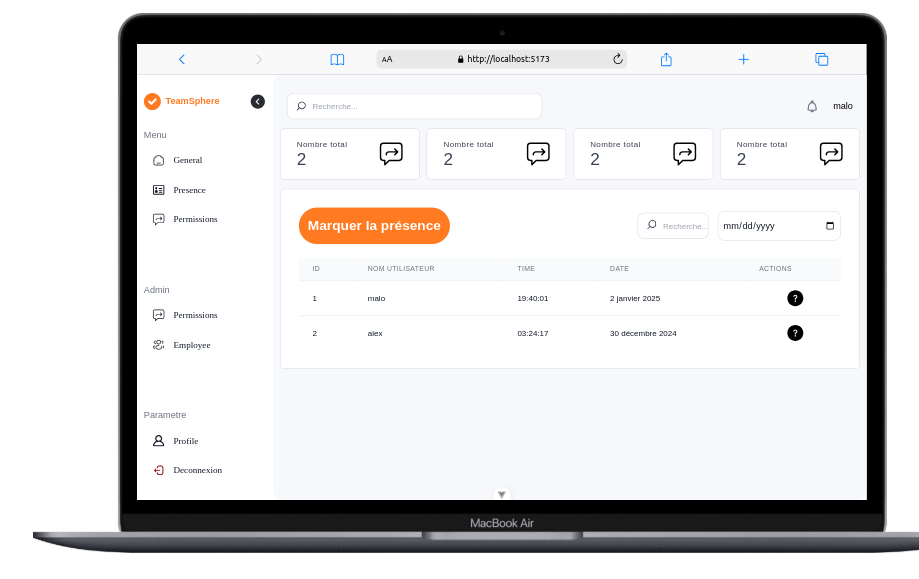 AA http://localhost:5173
TeamSphere
Recherche...
malo
Menu
General
Presence
Permissions
Admin
Permissions
Employee
Parametre
Profile
Deconnexion
Nombre total
2
Nombre total
2
Nombre total
2
Nombre total
2
Marquer la présence
Recherche...
mm/dd/yyyy
ID NOM UTILISATEUR TIME DATE ACTIONS
1 malo 19:40:01 2 janvier 2025 ?
2 alex 03:24:17 30 décembre 2024 ?
MacBook Air